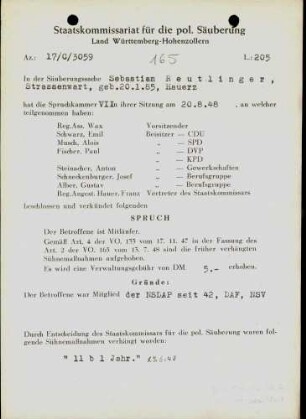 Staatskommissariat für die pol. Säuberung
Land Württemberg-Hohenzollern
Az.: 17/G/3059 165 L: 205
In der Säuberungssache Sebastian Reutlinger,
Strassenwart, geb.20.1.85, Hauerz
hat die Spruchkammer VII in ihrer Sitzung am 20.8.48 , an welcher
teilgenommen haben:
Reg.Ass. Wax Vorsitzender
Schwarz, Emil Beisitzer — CDU
Musch, Alois „ — SPD
Fischer, Paul „ — DVP
„ — KPD
Steinacher, Anton „ — Gewerkschaften
Schneckenburger, Josef „ — Berufsgruppe
Alber, Gustav „ — Berufsgruppe
Reg.Angest. Hauer, Franz Vertreter des Staatskommissars
beschlossen und verkündet folgenden
SPRUCH
Der Betroffene ist Mitläufer.
Gemäß Art. 4 der VO. 133 vom 17. 11. 47 in der Fassung des
Art. 2 der VO. 165 vom 13. 7. 48 sind die früher verhängten
Sühnemaßnahmen aufgehoben.
Es wird eine Verwaltungsgebühr von DM 5.- erhoben.
Gründe:
Der Betroffene war Mitglied der NSDAP seit 42, DAF, NSV
Durch Entscheidung des Staatskommissars für die pol. Säuberung waren folgende
Sühnemaßnahmen verhängt worden:
"11 b 1 Jahr."